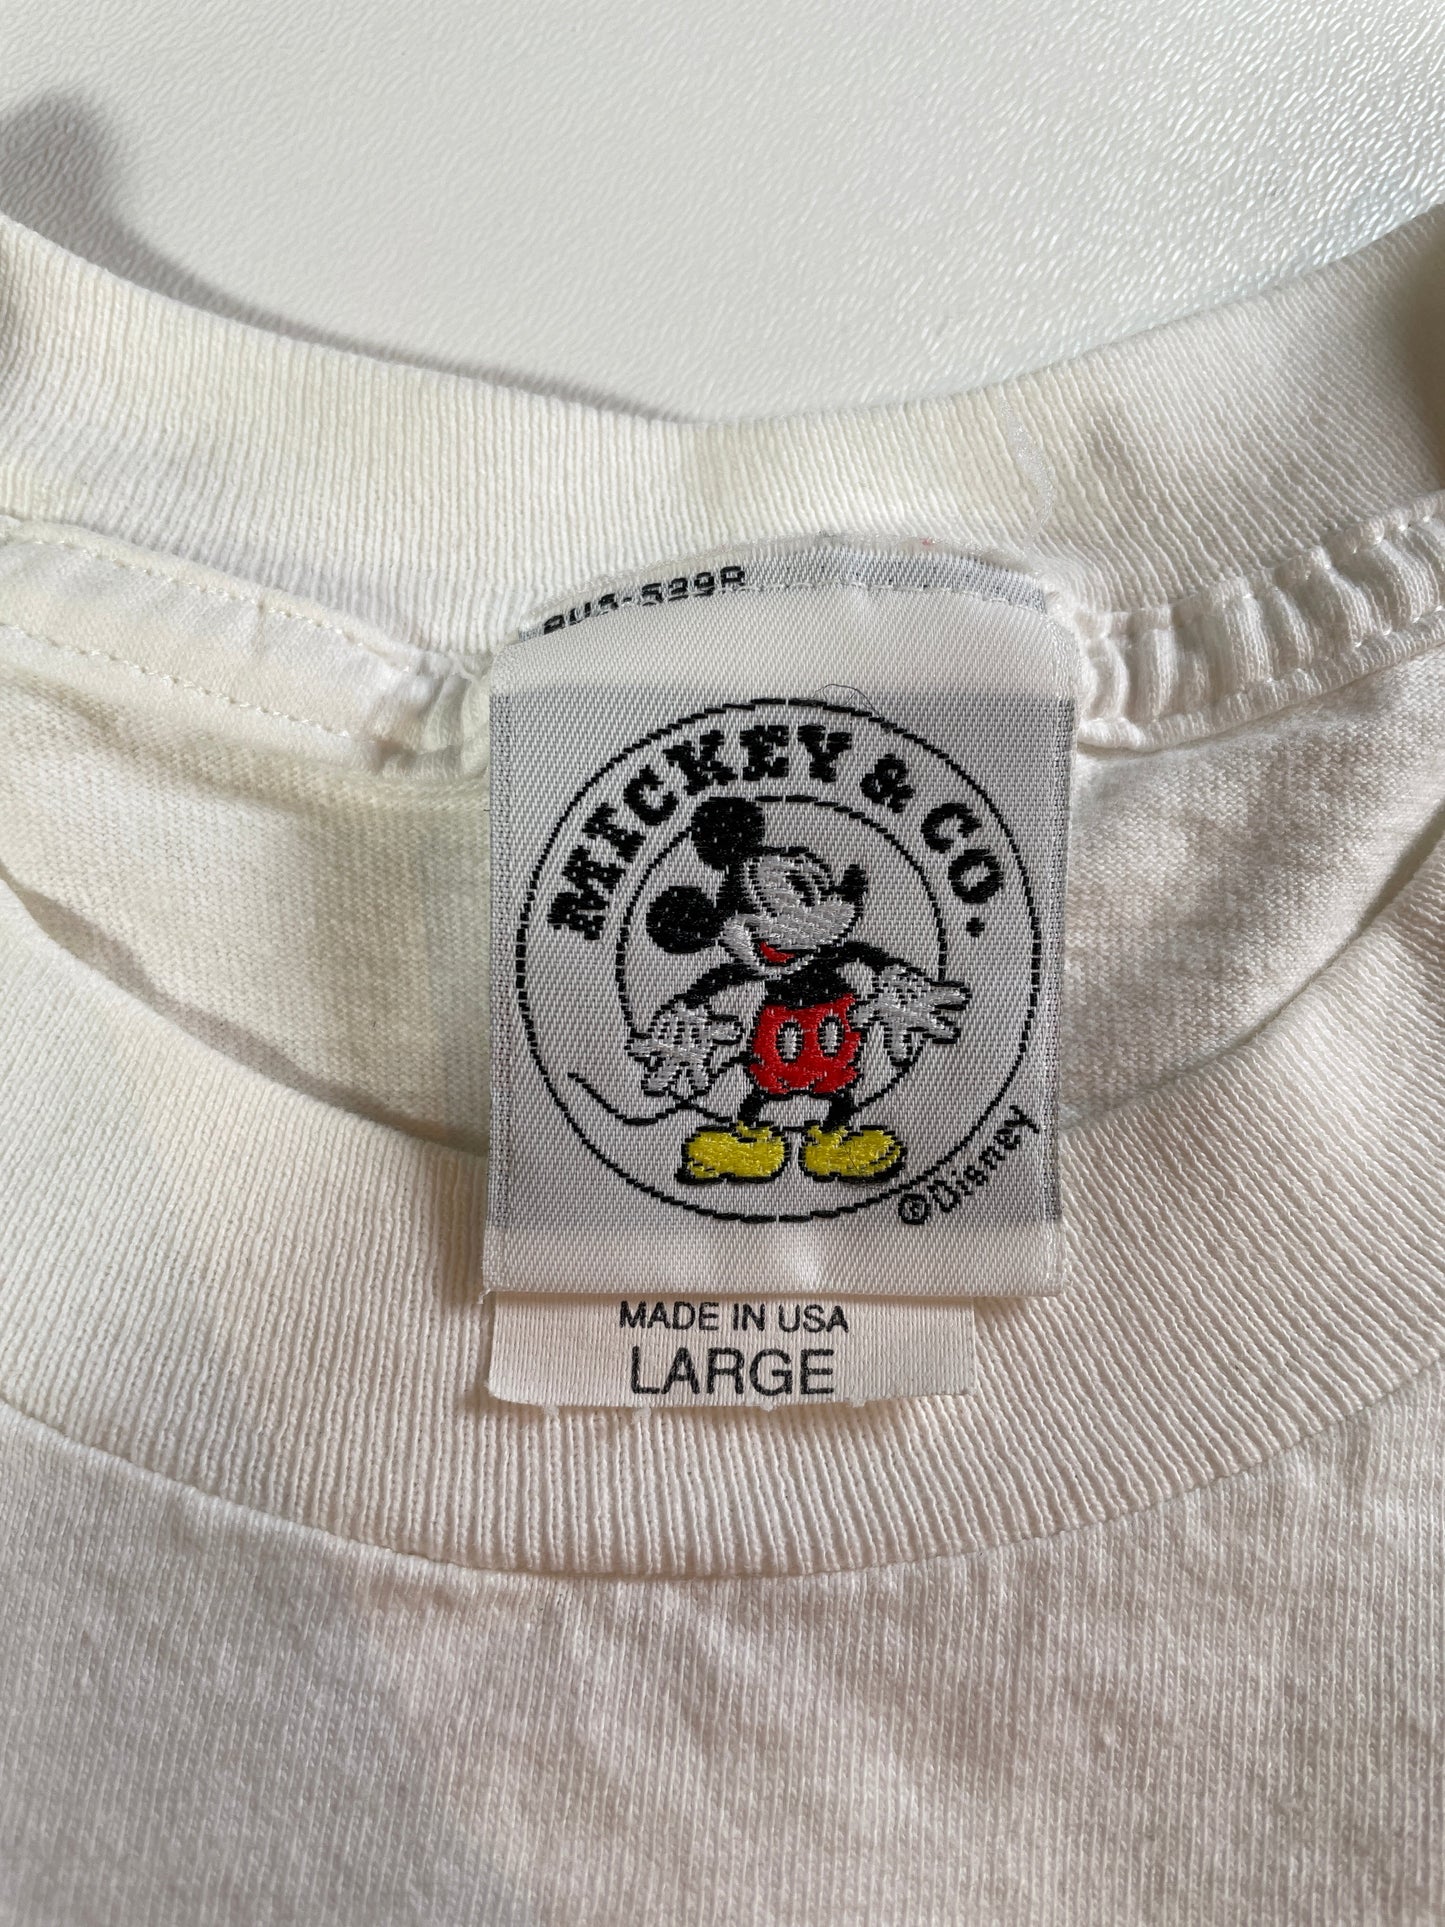 MICKEY & CO.
©Disney
MADE IN USA
LARGE